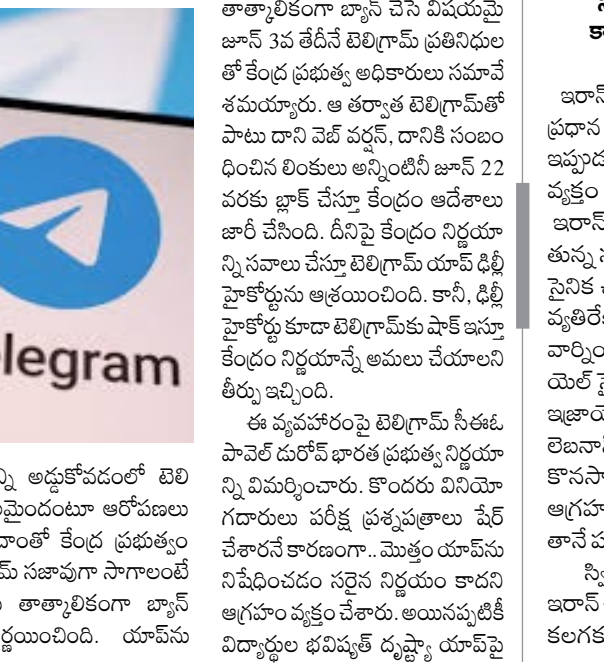 elegram
న్ని అడ్డుకోవడంలో టెలి
మైందంటూ ఆరోపణలు
దాంతో కేంద్ర ప్రభుత్వం
సజావుగా సాగాలంటే
తాత్కాలికంగా బ్యాన్
ర్ణయించింది. యాప్‌ను
తాత్కాలికంగా బ్యాన్ చేసే విషయమై
జూన్ 3వ తేదీనే టెలిగ్రామ్ ప్రతినిధుల
తో కేంద్ర ప్రభుత్వ అధికారులు సమావే
శమయ్యారు. ఆ తర్వాత టెలిగ్రామ్‌తో
పాటు దాని వెబ్ వర్షన్, దానికి సంబం
ధించిన లింకులు అన్నింటినీ జూన్ 22
వరకు బ్లాక్ చేస్తూ కేంద్రం ఆదేశాలు
జారీ చేసింది. దీనిపై కేంద్రం నిర్ణయా
న్ని సవాలు చేస్తూ టెలిగ్రామ్ యాప్ ఢిల్లీ
హైకోర్టును ఆశ్రయించింది. కానీ, ఢిల్లీ
హైకోర్టు కూడా టెలిగ్రామ్‌కు షాక్ ఇస్తూ
కేంద్రం నిర్ణయాన్నే అమలు చేయాలని
తీర్పు ఇచ్చింది.
ఈ వ్యవహారంపై టెలిగ్రామ్ సీఈఓ
పావెల్ డురోవ్ భారత ప్రభుత్వ నిర్ణయా
న్ని విమర్శించారు. కొందరు వినియో
గదారులు పరీక్ష ప్రశ్నపత్రాలు షేర్
చేశారనే కారణంగా.. మొత్తం యాప్‌ను
నిషేధించడం సరైన నిర్ణయం కాదని
ఆగ్రహం వ్యక్తం చేశారు. అయినప్పటికీ
విద్యార్థుల భవిష్యత్ దృష్ట్యా యాప్‌పై
ఇరాన్
ప్రధాన
ఇప్పుడ
వ్యక్తం
ఇరాన్
తున్న
సైనిక
వ్యతిరే
వార్నిం
యెల్
ఇజ్రాయె
లెబనాన్
కొనసా
ఆగ్రహ
తానే
స్వి
ఇరాన్
కలగక